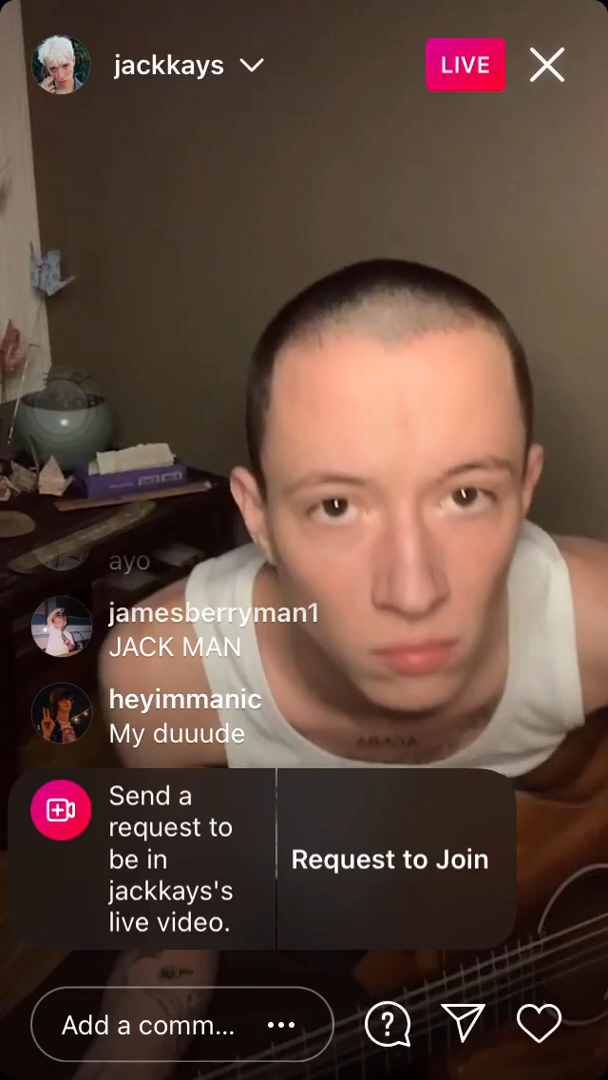 jackkays
LIVE
ayo
jamesberryman1
JACK MAN
heyimmanic
My duuude
Send a
request to
be in
jackkays's
live video.
Request to Join
Add a comm...